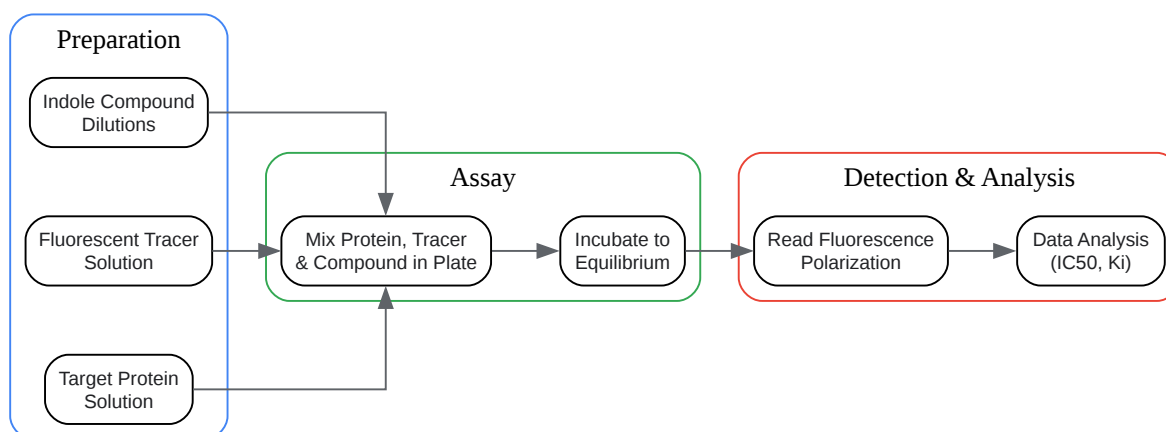 Preparation
Indole Compound
Dilutions
Fluorescent Tracer
Solution
Target Protein
Solution
Assay
Mix Protein, Tracer
& Compound in Plate
Incubate to
Equilibrium
Detection & Analysis
Read Fluorescence
Polarization
Data Analysis
(IC50, Ki)